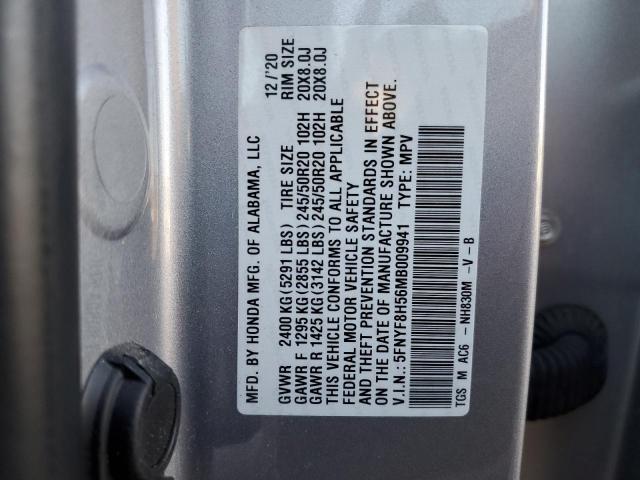 MFD. BY HONDA MFG. OF ALABAMA, LLC 12/'20
GVWR 2400 KG (5291 LBS) TIRE SIZE RIM SIZE
GAWR F 1295 KG (2855 LBS) 245/50R20 102H 20X8.0J
GAWR R 1425 KG (3142 LBS) 245/50R20 102H 20X8.0J
THIS VEHICLE CONFORMS TO ALL APPLICABLE
FEDERAL MOTOR VEHICLE SAFETY
AND THEFT PREVENTION STANDARDS IN EFFECT
ON THE DATE OF MANUFACTURE SHOWN ABOVE.
V.I.N.: 5FNYF8H56MB009941 TYPE: MPV
TGS M AC6 - NH830M - V - B